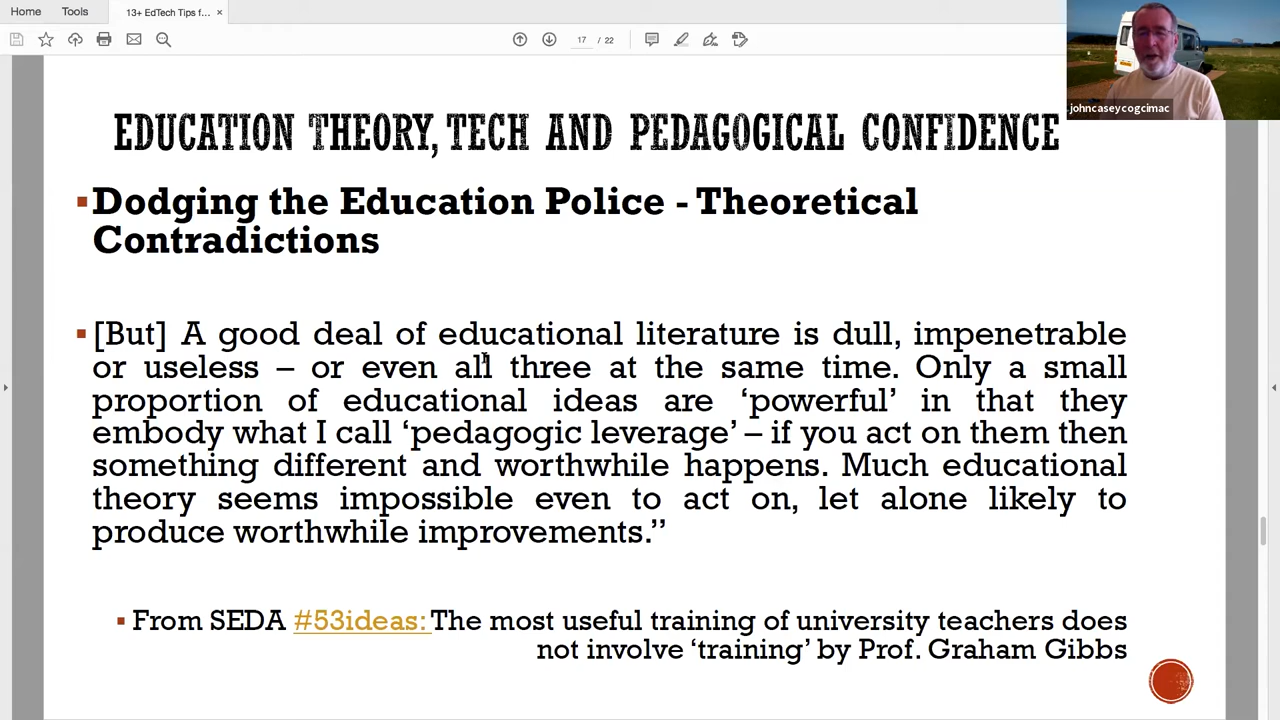 Home
Tools
13+ EdTech Tips f... ×
17 / 22
johncaseycogcimac
EDUCATION THEORY, TECH AND PEDAGOGICAL CONFIDENCE
▪Dodging the Education Police - Theoretical
Contradictions
▪[But] A good deal of educational literature is dull, impenetrable
or useless – or even all three at the same time. Only a small
proportion of educational ideas are ‘powerful’ in that they
embody what I call ‘pedagogic leverage’ – if you act on them then
something different and worthwhile happens. Much educational
theory seems impossible even to act on, let alone likely to
produce worthwhile improvements.”
▪From SEDA #53ideas: The most useful training of university teachers does
not involve ‘training’ by Prof. Graham Gibbs